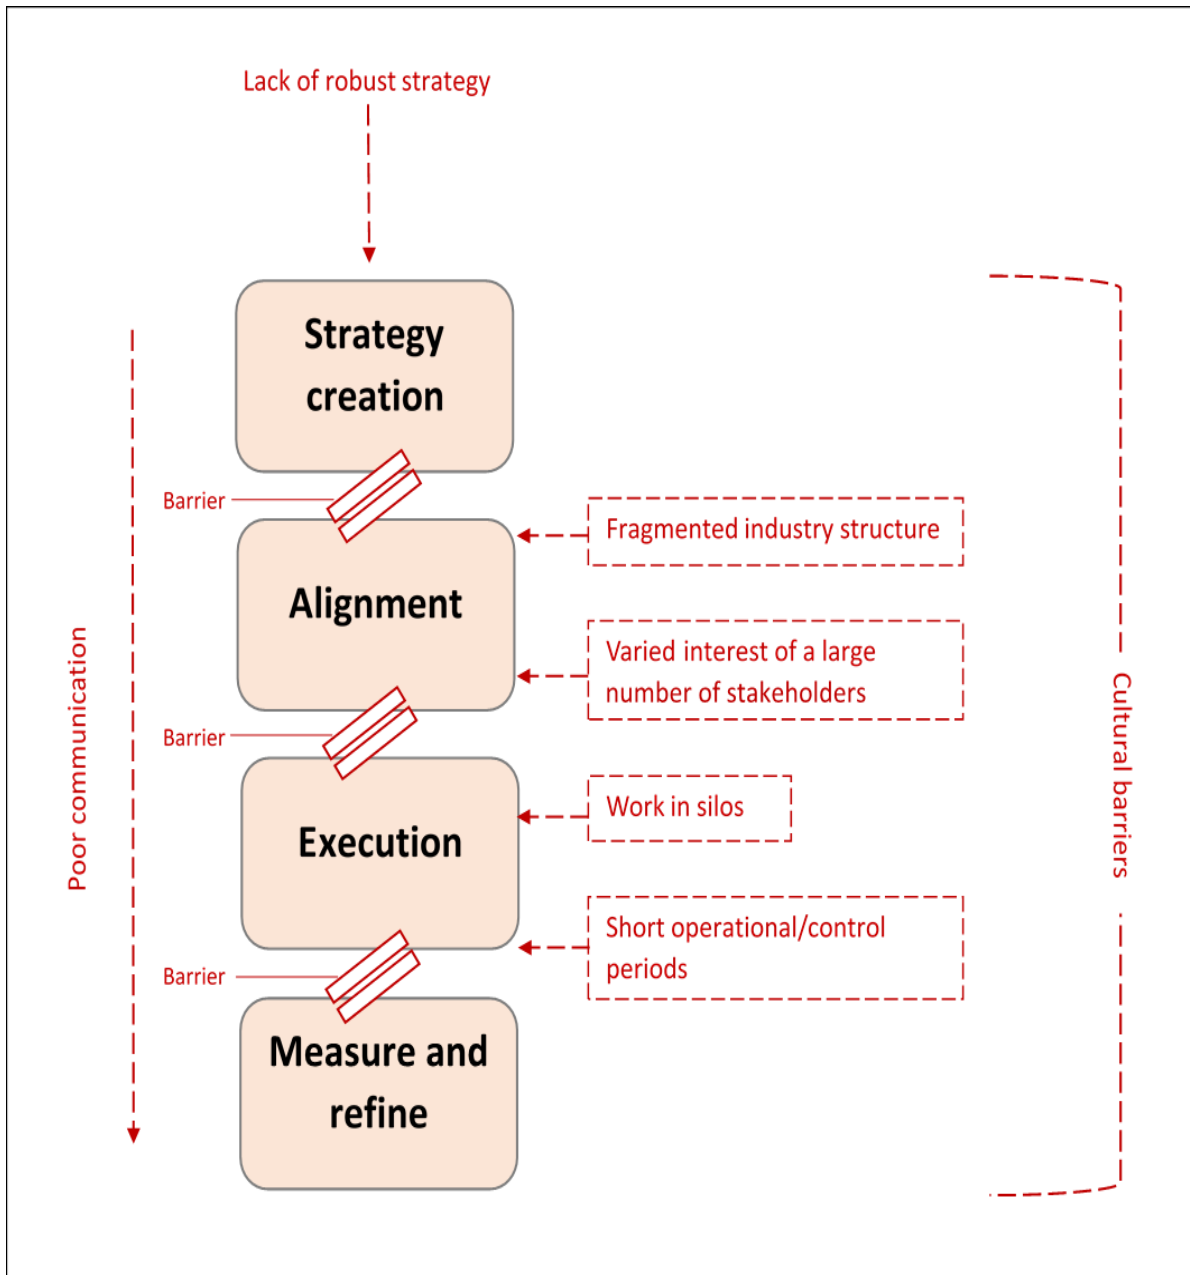 Lack of robust strategy
Strategy
creation
Barrier
Fragmented industry structure
Alignment
Varied interest of a large
number of stakeholders
Barrier
Work in silos
Execution
Short operational/control
periods
Barrier
Measure and
refine
Poor communication
Cultural barriers